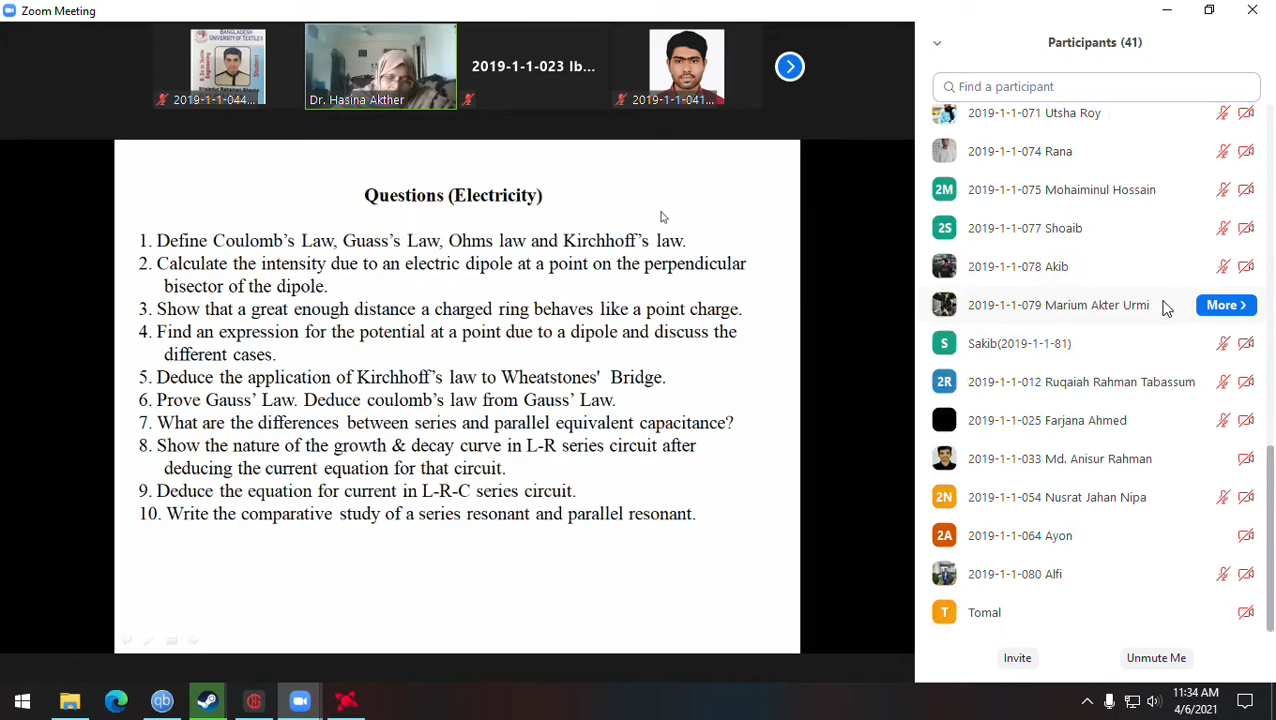 Zoom Meeting
BANGLADESH
UNIVERSITY OF TEXTILES
B. Sc in Textile
Engineering
Student
2019-1-1-044...
Dr. Hasina Akther
2019-1-1-023 Ib...
2019-1-1-041...
Questions (Electricity)
1. Define Coulomb’s Law, Guass’s Law, Ohms law and Kirchhoff’s law.
2. Calculate the intensity due to an electric dipole at a point on the perpendicular
bisector of the dipole.
3. Show that a great enough distance a charged ring behaves like a point charge.
4. Find an expression for the potential at a point due to a dipole and discuss the
different cases.
5. Deduce the application of Kirchhoff’s law to Wheatstones' Bridge.
6. Prove Gauss’ Law. Deduce coulomb’s law from Gauss’ Law.
7. What are the differences between series and parallel equivalent capacitance?
8. Show the nature of the growth & decay curve in L-R series circuit after
deducing the current equation for that circuit.
9. Deduce the equation for current in L-R-C series circuit.
10. Write the comparative study of a series resonant and parallel resonant.
Participants (41)
Find a participant
2019-1-1-071 Utsha Roy
2019-1-1-074 Rana
2M 2019-1-1-075 Mohaiminul Hossain
2S 2019-1-1-077 Shoaib
2019-1-1-078 Akib
2019-1-1-079 Marium Akter Urmi More >
S Sakib(2019-1-1-81)
2R 2019-1-1-012 Ruqaiah Rahman Tabassum
2019-1-1-025 Farjana Ahmed
2019-1-1-033 Md. Anisur Rahman
2N 2019-1-1-054 Nusrat Jahan Nipa
2A 2019-1-1-064 Ayon
2019-1-1-080 Alfi
T Tomal
Invite Unmute Me
qb
11:34 AM
4/6/2021